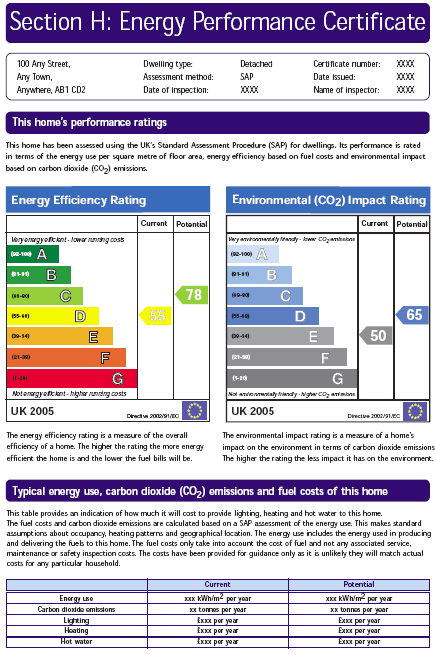 Section H: Energy Performance Certificate
100 Any Street, Dwelling type: Detached Certificate number: XXXX
Any Town, Assessment method: SAP Date issued: XXXX
Anywhere, AB1 CD2 Date of inspection: XXXX Name of inspector: XXXX
This home's performance ratings
This home has been assessed using the UK's Standard Assessment Procedure (SAP) for dwellings. Its performance is rated
in terms of the energy use per square metre of floor area, energy efficiency based on fuel costs and environmental impact
based on carbon dioxide (CO2) emissions.
Energy Efficiency Rating
Current Potential
Very energy efficient - lower running costs
(92-100) A
(81-91) B
(69-80) C
78
(55-68) D
55
(39-54) E
(21-38) F
(1-20) G
Not energy efficient - higher running costs
UK 2005 Directive 2002/91/EC
Environmental (CO2) Impact Rating
Current Potential
Very environmentally friendly - lower CO2 emissions
(92-100) A
(81-91) B
(69-80) C
(55-68) D
65
(39-54) E
50
(21-38) F
(1-20) G
Not environmentally friendly - higher CO2 emissions
UK 2005 Directive 2002/91/EC
The energy efficiency rating is a measure of the overall
efficiency of a home. The higher the rating the more energy
efficient the home is and the lower the fuel bills will be.
The environmental impact rating is a measure of a home's
impact on the environment in terms of carbon dioxide emissions
The higher the rating the less impact it has on the environment.
Typical energy use, carbon dioxide (CO2) emissions and fuel costs of this home
This table provides an indication of how much it will cost to provide lighting, heating and hot water to this home.
The fuel costs and carbon dioxide emissions are calculated based on a SAP assessment of the energy use. This makes standard
assumptions about occupancy, heating patterns and geographical location. The energy use includes the energy used in producing
and delivering the fuels to this home. The fuel costs only take into account the cost of fuel and not any associated service,
maintenance or safety inspection costs. The costs have been provided for guidance only as it is unlikely they will match actual
costs for any particular household.
Current Potential
Energy use xxx kWh/m2 per year xxx kWh/m2 per year
Carbon dioxide emissions xx tonnes per year xx tonnes per year
Lighting £xxx per year £xxx per year
Heating £xxx per year £xxx per year
Hot water £xxx per year £xxx per year